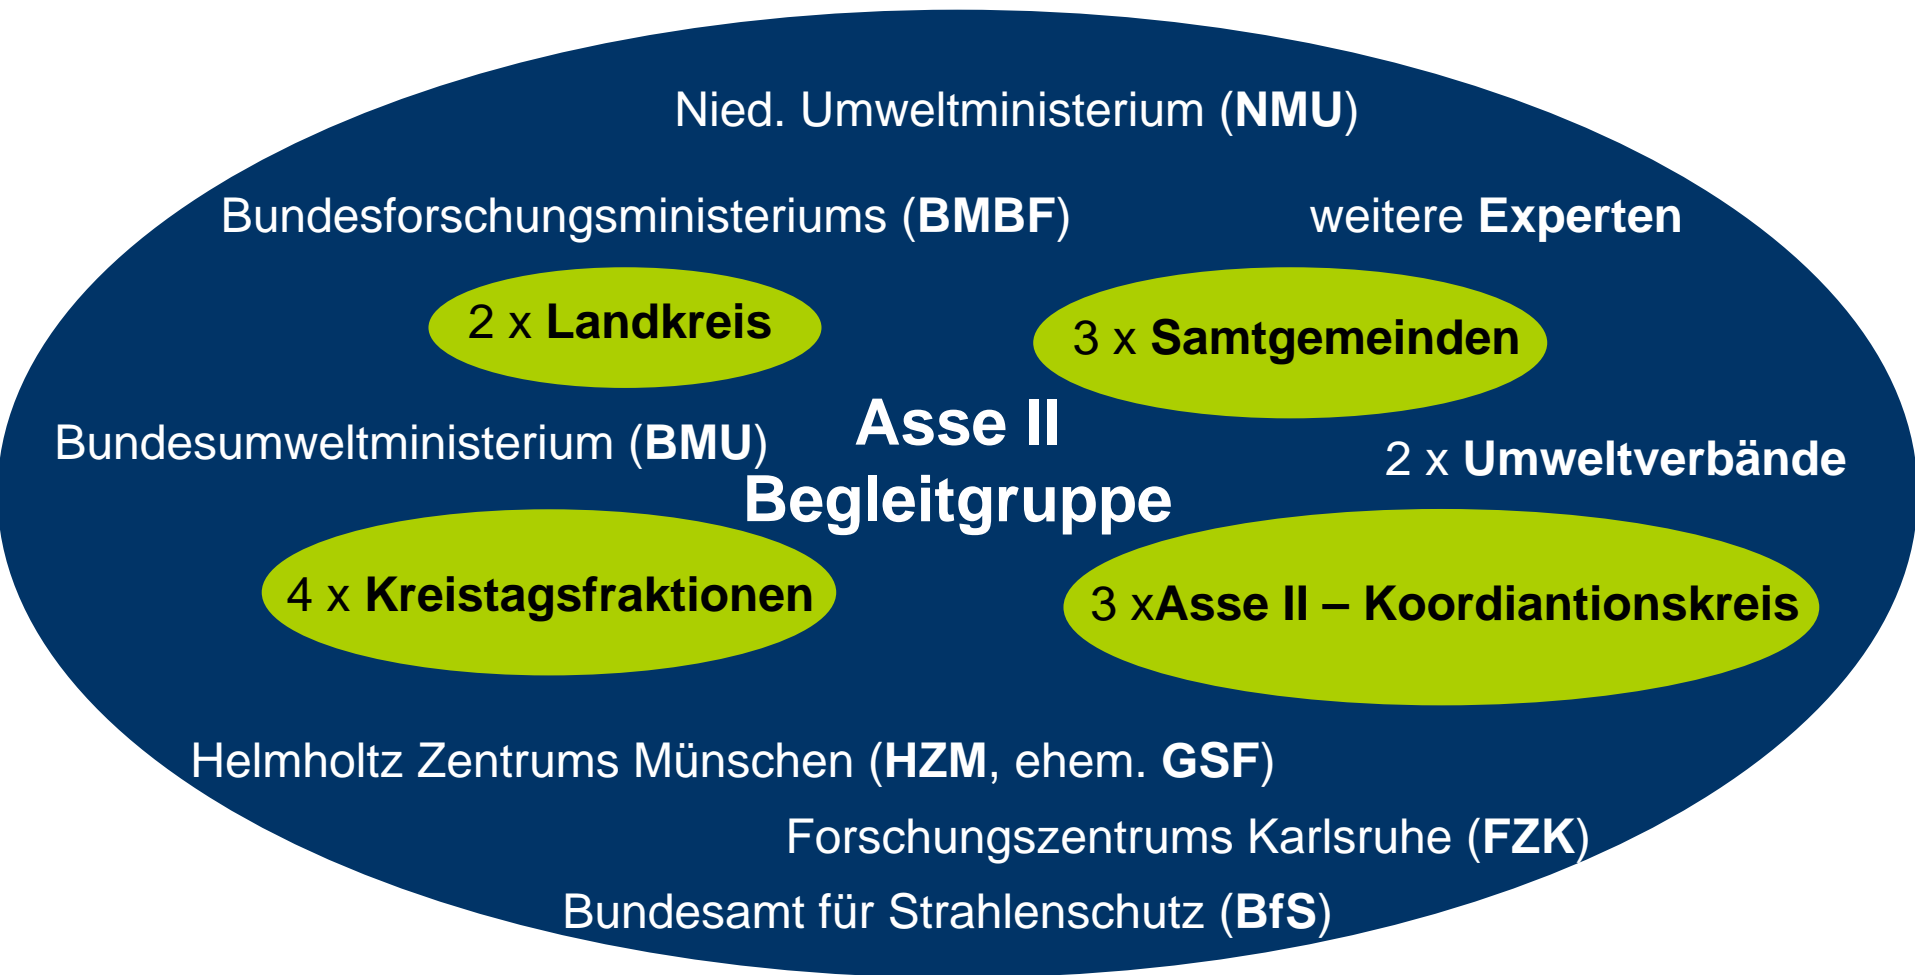 Nied. Umweltministerium (NMU)
Bundesforschungsministeriums (BMBF)
weitere Experten
2 x Landkreis
3 x Samtgemeinden
Asse II
Begleitgruppe
Bundesumweltministerium (BMU)
2 x Umweltverbände
4 x Kreistagsfraktionen
3 xAsse II – Koordiantionskreis
Helmholtz Zentrums Münschen (HZM, ehem. GSF)
Forschungszentrums Karlsruhe (FZK)
Bundesamt für Strahlenschutz (BfS)